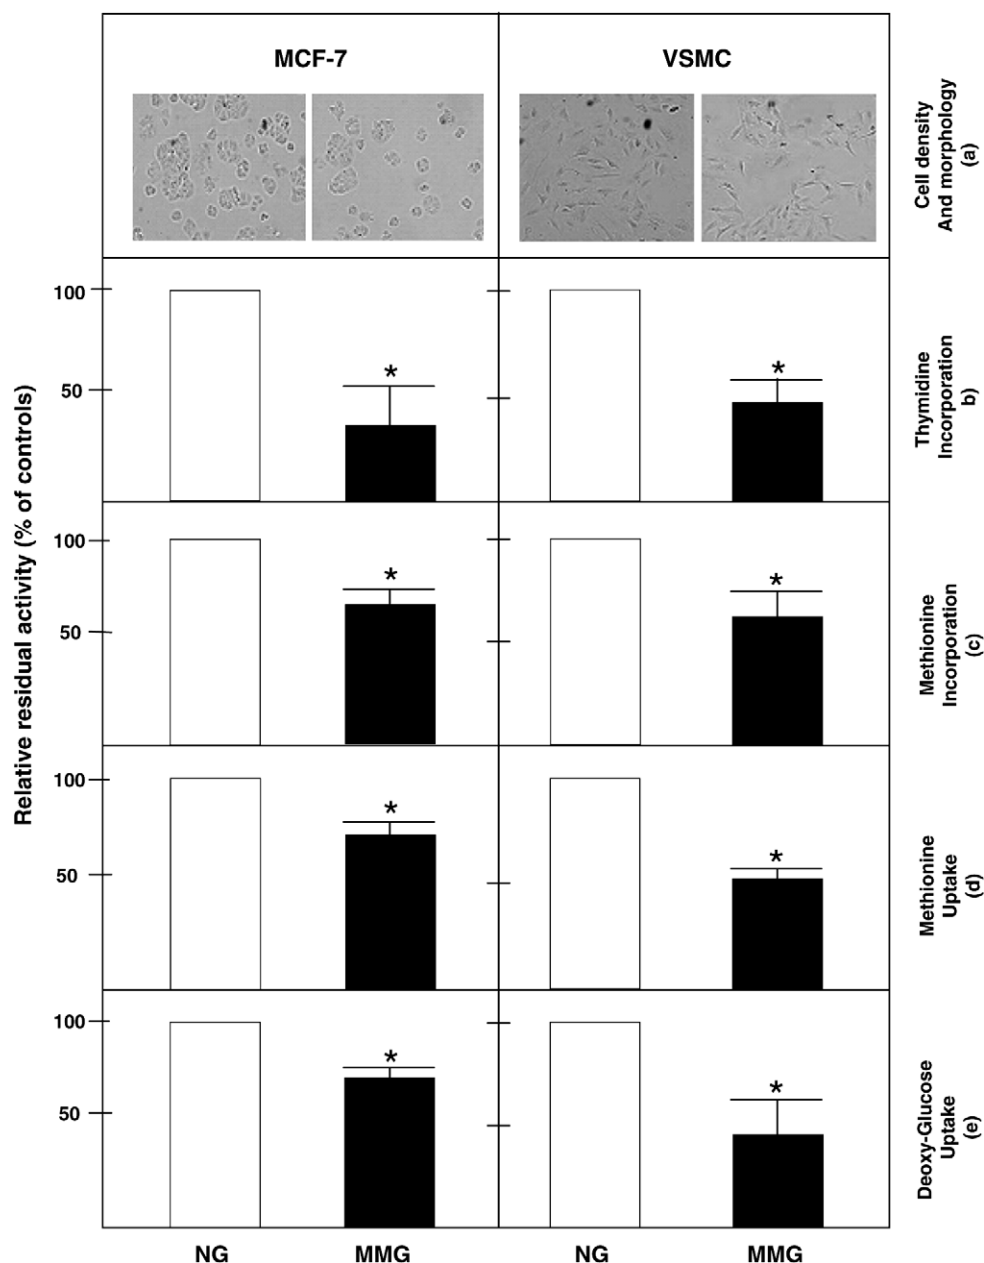 MCF-7
VSMC
Cell density
And morphology
(a)
Relative residual activity (% of controls)
100
50
*
*
Thymidine
Incorporation
b)
100
50
*
*
Methionine
Incorporation
(c)
100
50
*
*
Methionine
Uptake
(d)
100
50
*
*
Deoxy-Glucose
Uptake
(e)
NG
MMG
NG
MMG